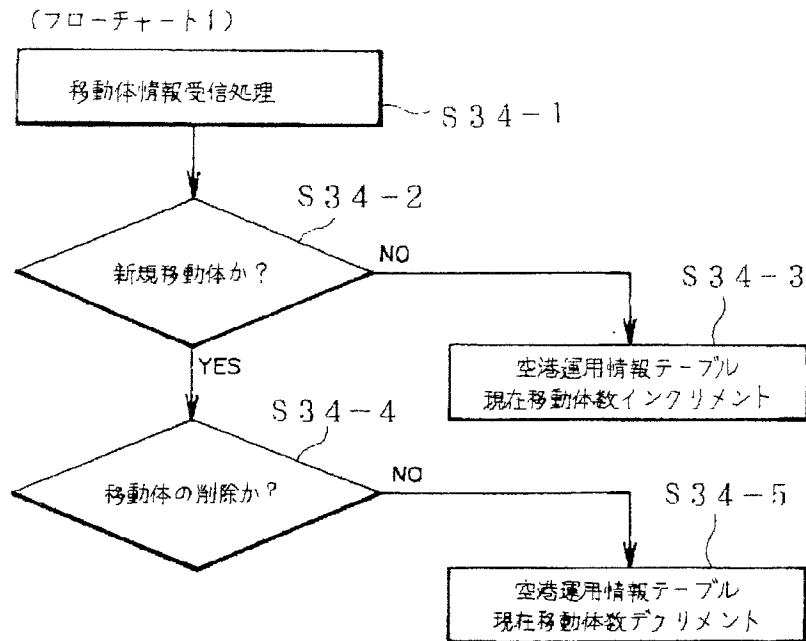 (フローチャート1)
移動体情報受信処理
S34-1
S34-2
新規移動体か?
NO
S34-3
空港運用情報テーブル
現在移動体数インクリメント
YES
S34-4
移動体の削除か?
NO
S34-5
空港運用情報テーブル
現在移動体数デクリメント